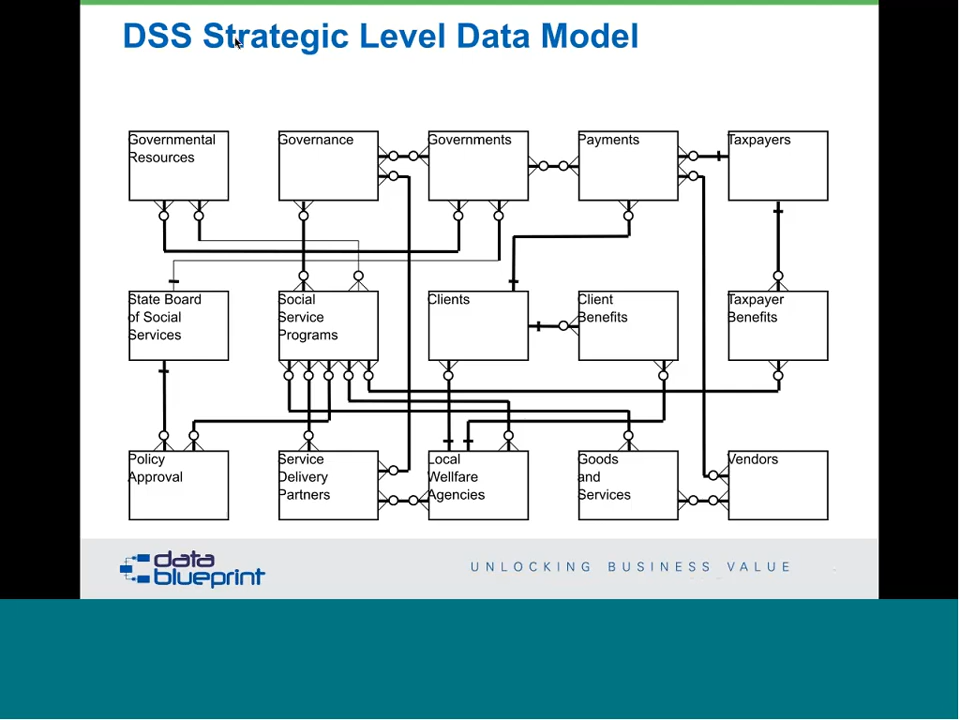 DSS Strategic Level Data Model
Governmental
Resources
Governance
Governments
Payments
Taxpayers
State Board
of Social
Services
Social
Service
Programs
Clients
Client
Benefits
Taxpayer
Benefits
Policy
Approval
Service
Delivery
Partners
Local
Wellfare
Agencies
Goods
and
Services
Vendors
data
blueprint
UNLOCKING BUSINESS VALUE